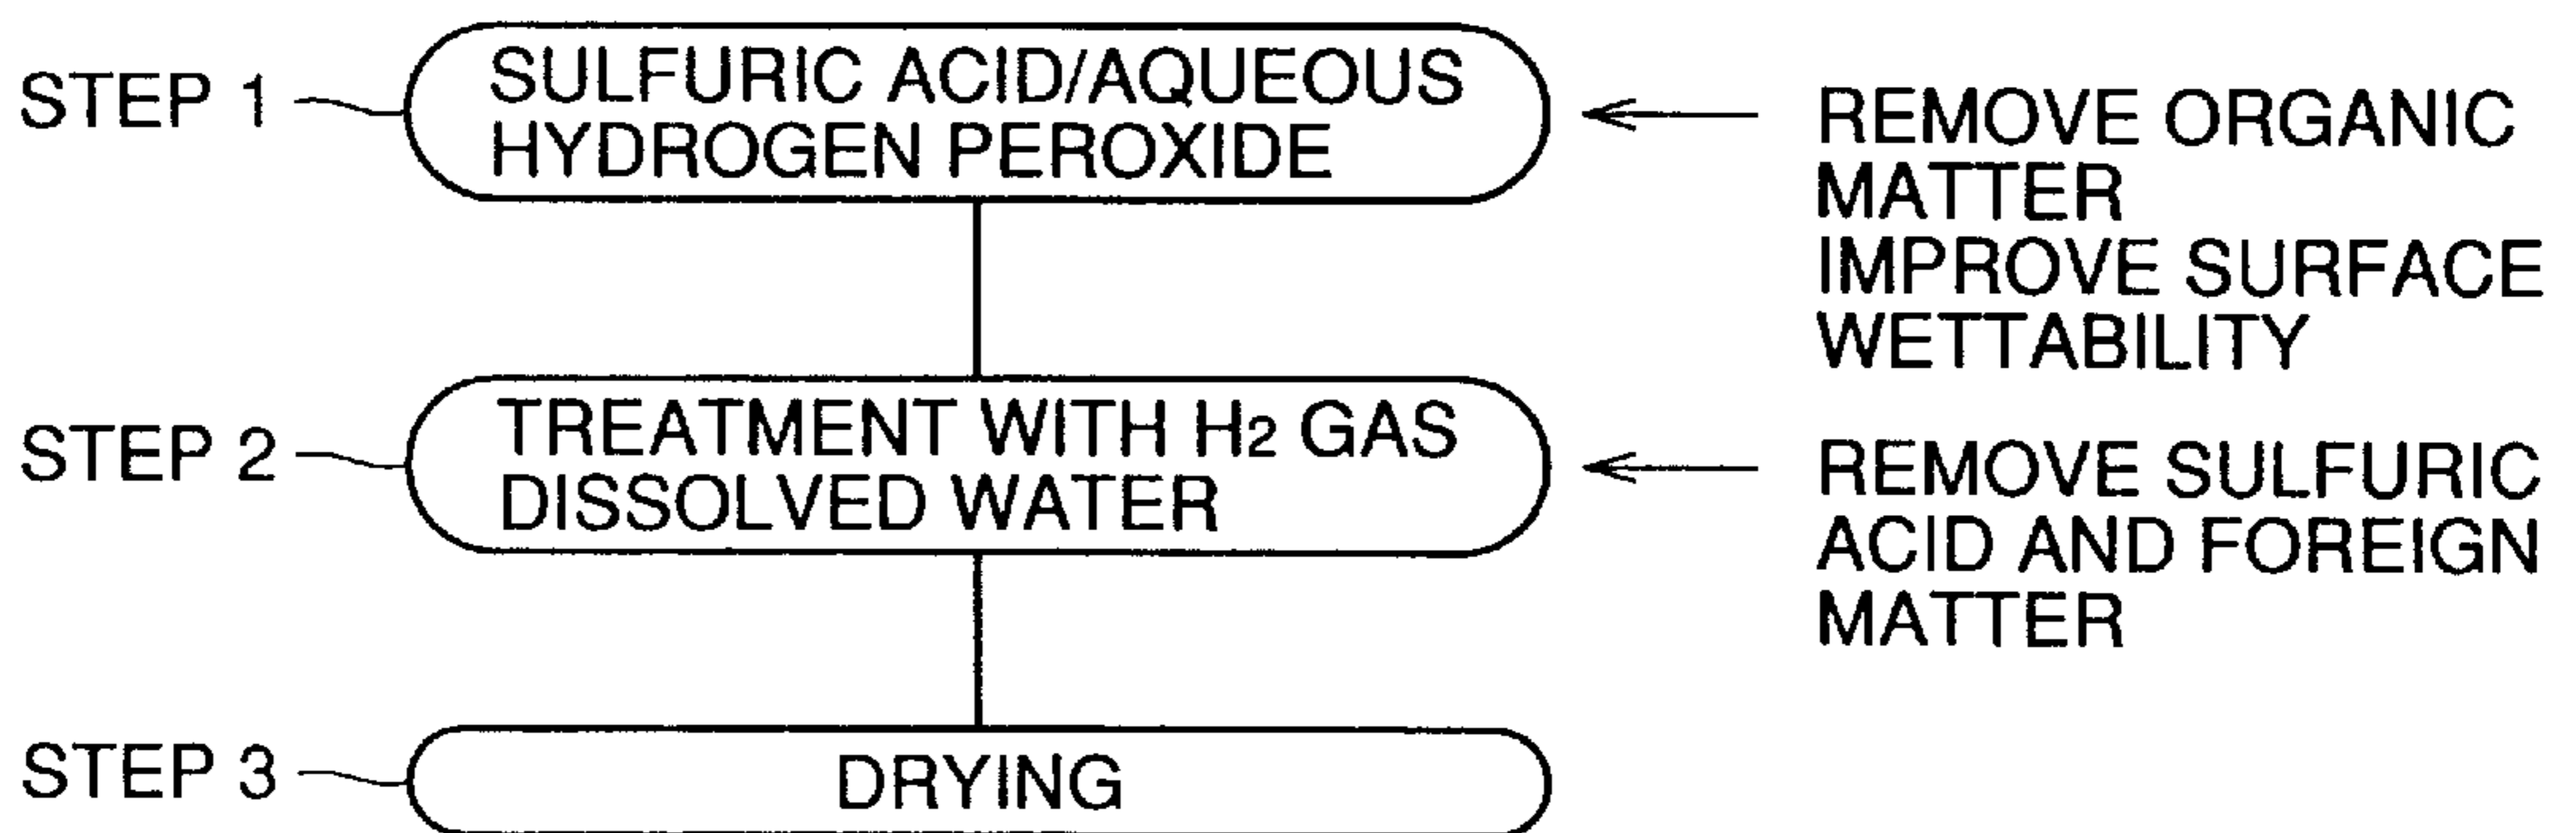 STEP 1
SULFURIC ACID/AQUEOUS
HYDROGEN PEROXIDE
REMOVE ORGANIC
MATTER
IMPROVE SURFACE
WETTABILITY
STEP 2
TREATMENT WITH H2 GAS
DISSOLVED WATER
REMOVE SULFURIC
ACID AND FOREIGN
MATTER
STEP 3
DRYING